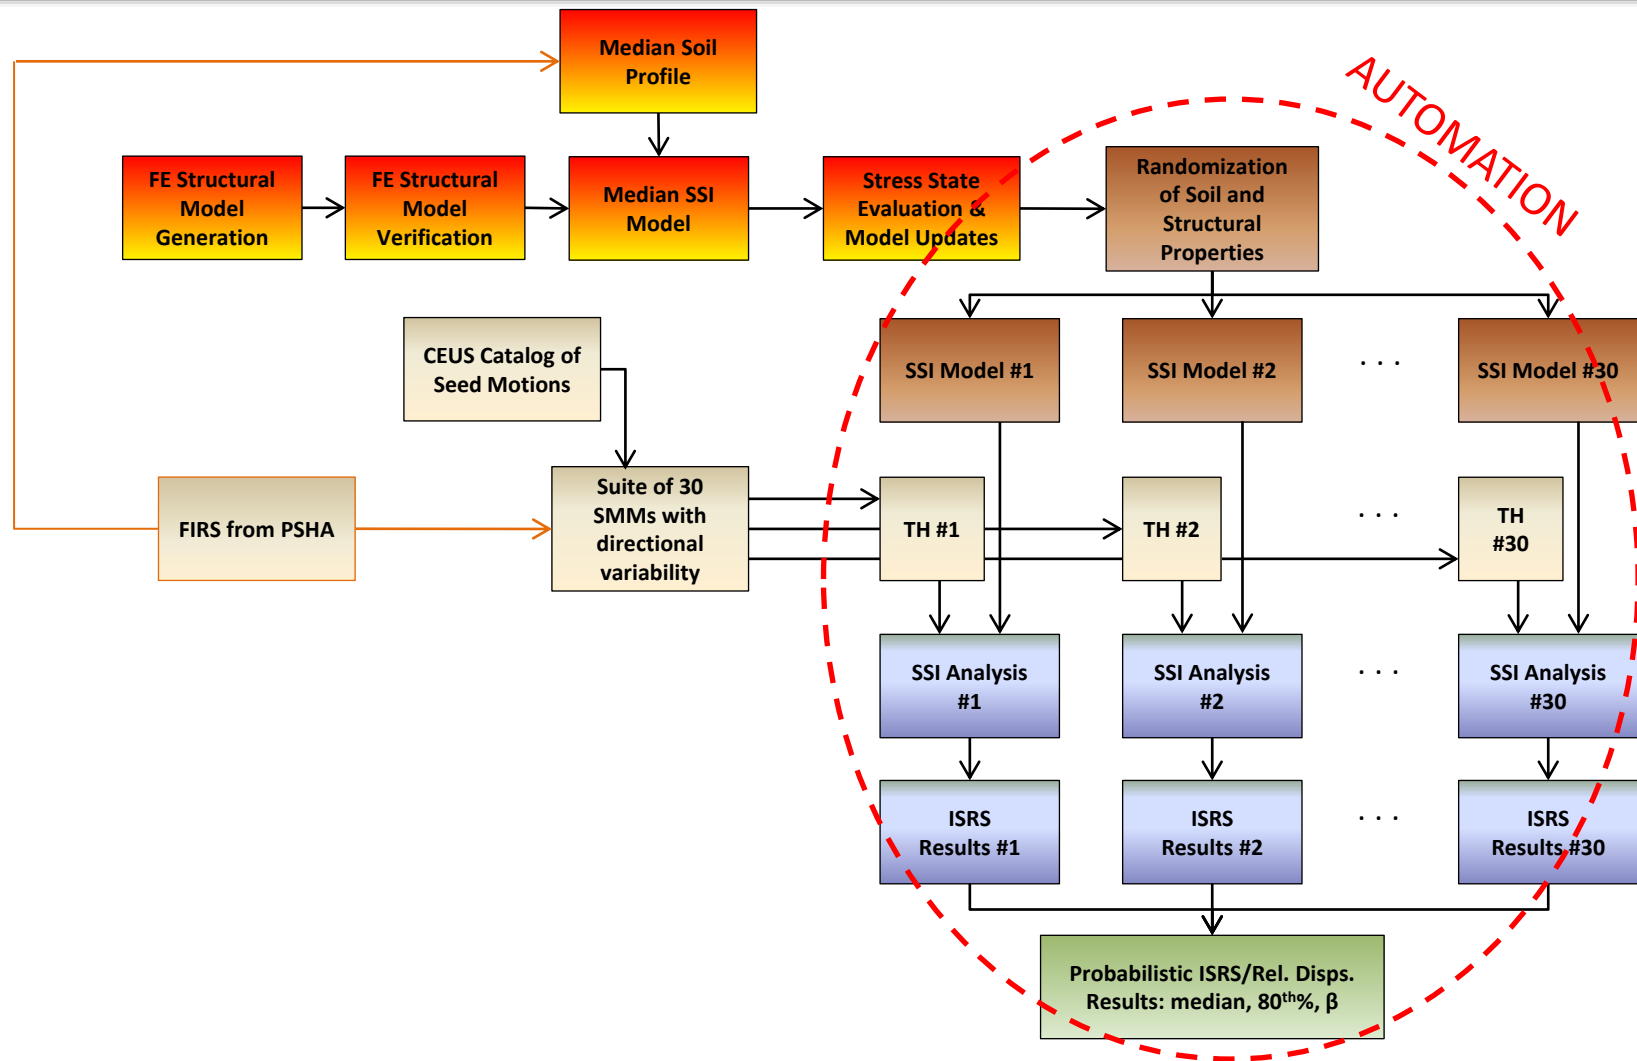 Median Soil
Profile
AUTOMATION
FE Structural
Model
Generation
FE Structural
Model
Verification
Median SSI
Model
Stress State
Evaluation &
Model Updates
Randomization
of Soil and
Structural
Properties
CEUS Catalog of
Seed Motions
SSI Model #1
SSI Model #2
. . .
SSI Model #30
FIRS from PSHA
Suite of 30
SMMs with
directional
variability
TH #1
TH #2
. . .
TH
#30
SSI Analysis
#1
SSI Analysis
#2
. . .
SSI Analysis
#30
ISRS
Results #1
ISRS
Results #2
. . .
ISRS
Results #30
Probabilistic ISRS/Rel. Disps.
Results: median, 80th%, β